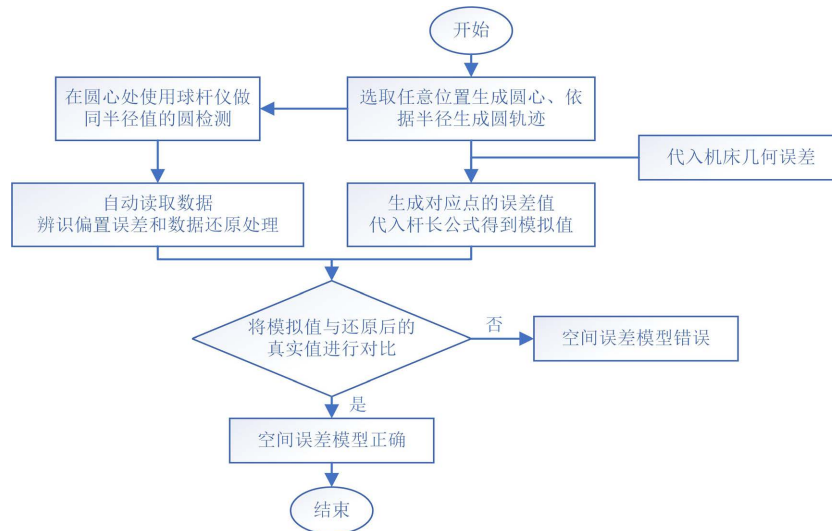 开始
在圆心处使用球杆仪做
同半径值的圆检测
选取任意位置生成圆心、依
据半径生成圆轨迹
代入机床几何误差
自动读取数据
辨识偏置误差和数据还原处理
生成对应点的误差值
代入杆长公式得到模拟值
将模拟值与还原后的
真实值进行对比
否
空间误差模型错误
是
空间误差模型正确
结束